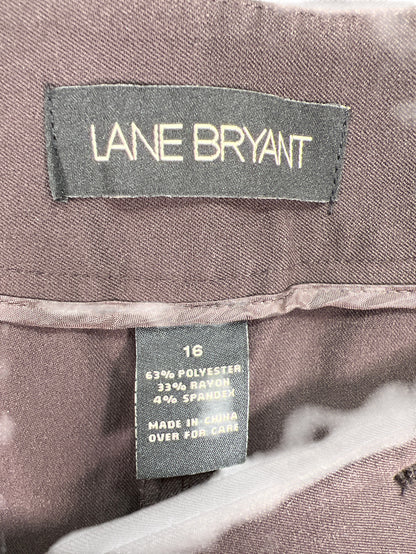 LANE BRYANT
16
63% POLYESTER
33% RAYON
4% SPANDEX
MADE IN CHINA
OVER FOR CARE